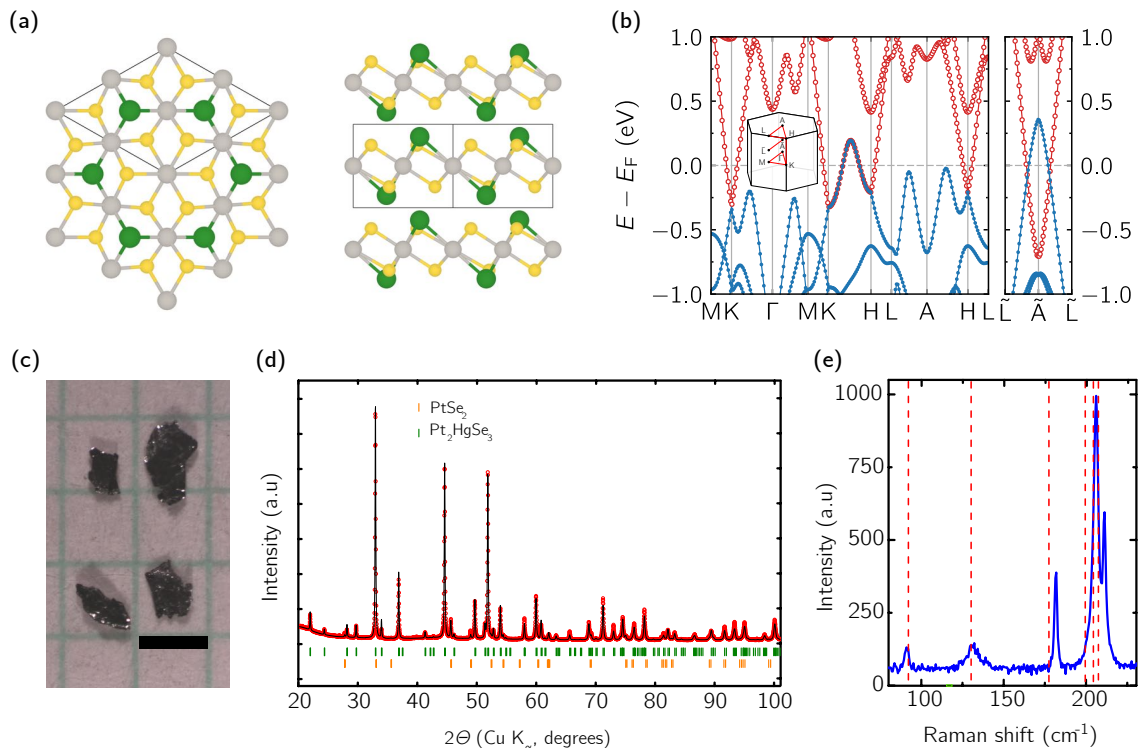 (a)
(b)
1.0
0.5
0.0
−0.5
−1.0
E − E_F (eV)
A
L
H
Γ
M
K
M K Γ M K H L A H L
1.0
0.5
0.0
−0.5
−1.0
L̃ Ã L̃
(c)
(d)
PtSe₂
Pt₂HgSe₃
Intensity (a.u)
20 30 40 50 60 70 80 90 100
2Θ (Cu Kα, degrees)
(e)
1000
750
500
250
0
Intensity (a.u)
100 150 200
Raman shift (cm⁻¹)